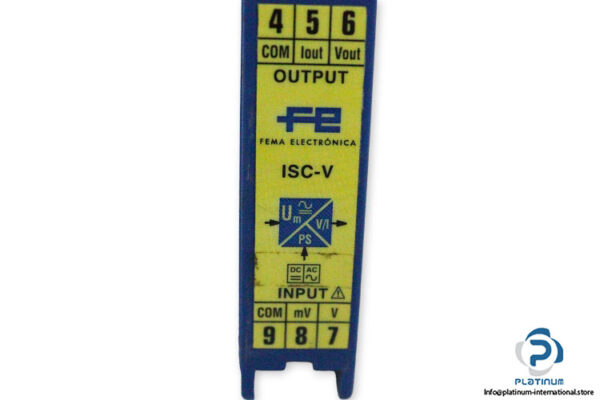 4 5 6
COM Iout Vout
OUTPUT
FE
FEMA ELECTRÓNICA
ISC-V
Um V/I
PS
DC AC
INPUT
COM mV V
9 8 7
PLATINUM
info@platinum-international.store